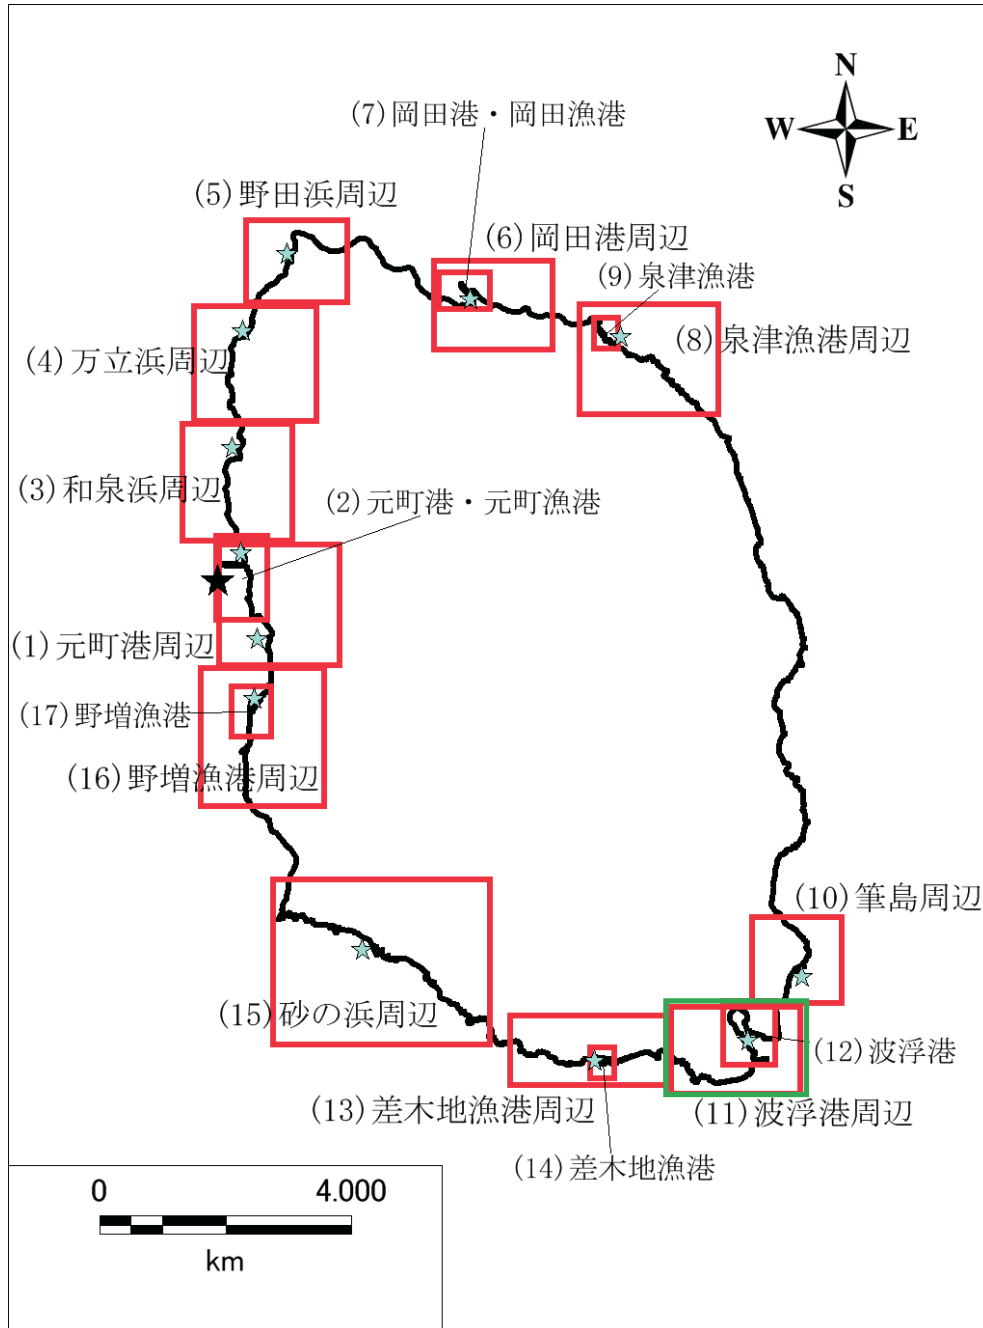 N
(7)岡田港・岡田漁港
W
E
S
(5)野田浜周辺
(6)岡田港周辺
(9)泉津漁港
(8)泉津漁港周辺
(4)万立浜周辺
(3)和泉浜周辺
(2)元町港・元町漁港
(1)元町港周辺
(17)野増漁港
(16)野増漁港周辺
(10)筆島周辺
(15)砂の浜周辺
(12)波浮港
(13)差木地漁港周辺
(11)波浮港周辺
(14)差木地漁港
0
4.000
km